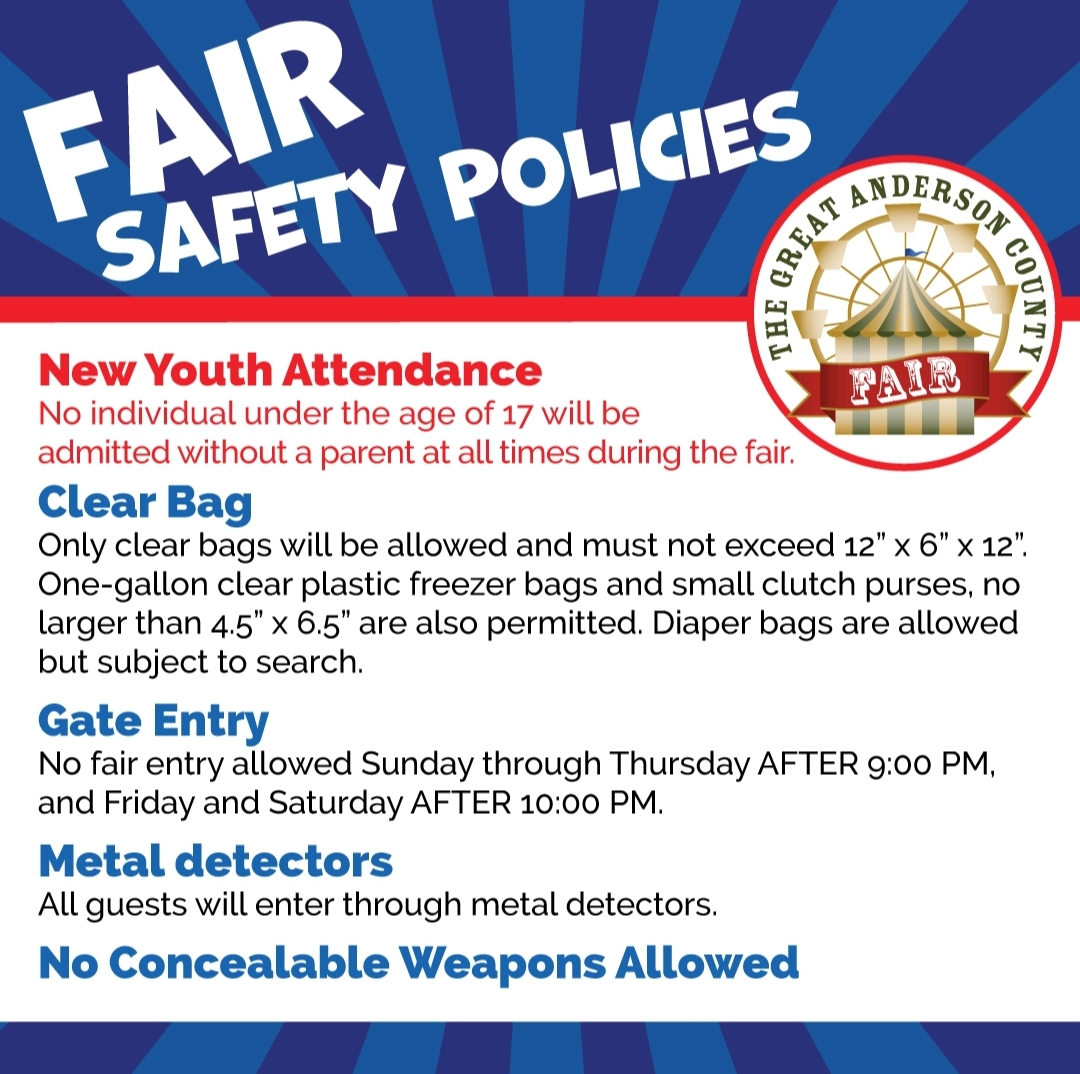 FAIR
SAFETY POLICIES
THE GREAT ANDERSON COUNTY
FAIR
New Youth Attendance
No individual under the age of 17 will be
admitted without a parent at all times during the fair.
Clear Bag
Only clear bags will be allowed and must not exceed 12” x 6” x 12”.
One-gallon clear plastic freezer bags and small clutch purses, no
larger than 4.5” x 6.5” are also permitted. Diaper bags are allowed
but subject to search.
Gate Entry
No fair entry allowed Sunday through Thursday AFTER 9:00 PM,
and Friday and Saturday AFTER 10:00 PM.
Metal detectors
All guests will enter through metal detectors.
No Concealable Weapons Allowed